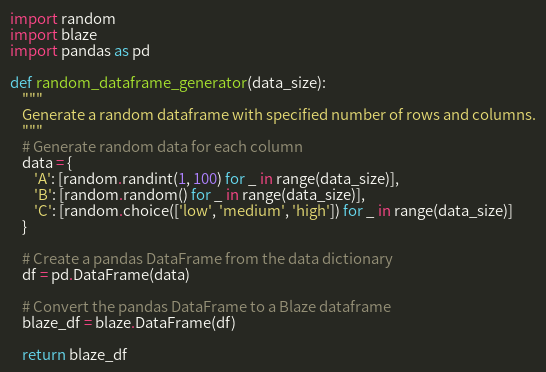 import random
import blaze
import pandas as pd

def random_dataframe_generator(data_size):
    """
    Generate a random dataframe with specified number of rows and columns.
    """
    # Generate random data for each column
    data = {
        'A': [random.randint(1, 100) for _ in range(data_size)],
        'B': [random.random() for _ in range(data_size)],
        'C': [random.choice(['low', 'medium', 'high']) for _ in range(data_size)]
    }

    # Create a pandas DataFrame from the data dictionary
    df = pd.DataFrame(data)

    # Convert the pandas DataFrame to a Blaze dataframe
    blaze_df = blaze.DataFrame(df)

    return blaze_df